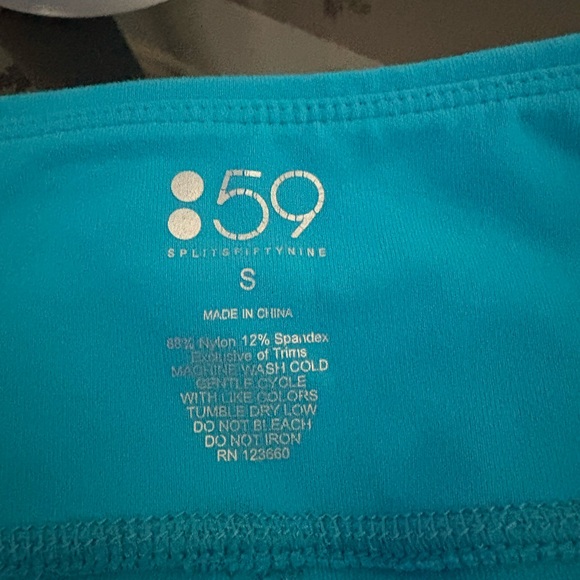 :59
SPLITSFIFTYNINE
S
MADE IN CHINA
88% Nylon 12% Spandex
Exclusive of Trims
MACHINE WASH COLD
GENTLE CYCLE
WITH LIKE COLORS
TUMBLE DRY LOW
DO NOT BLEACH
DO NOT IRON
RN 123660